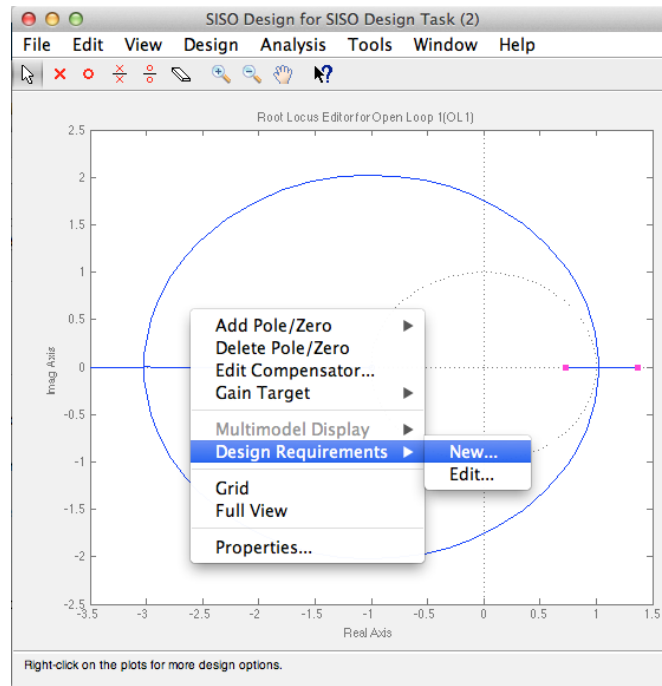 SISO Design for SISO Design Task (2)
File Edit View Design Analysis Tools Window Help
Root Locus Editor for Open Loop 1(OL1)
2.5
2
1.5
1
0.5
0
-0.5
-1
-1.5
-2
-2.5
Imag Axis
Add Pole/Zero
Delete Pole/Zero
Edit Compensator...
Gain Target
Multimodel Display
Design Requirements
New...
Edit...
Grid
Full View
Properties...
-3.5 -3 -2.5 -2 -1.5 -1 -0.5 0 0.5 1 1.5
Real Axis
Right-click on the plots for more design options.